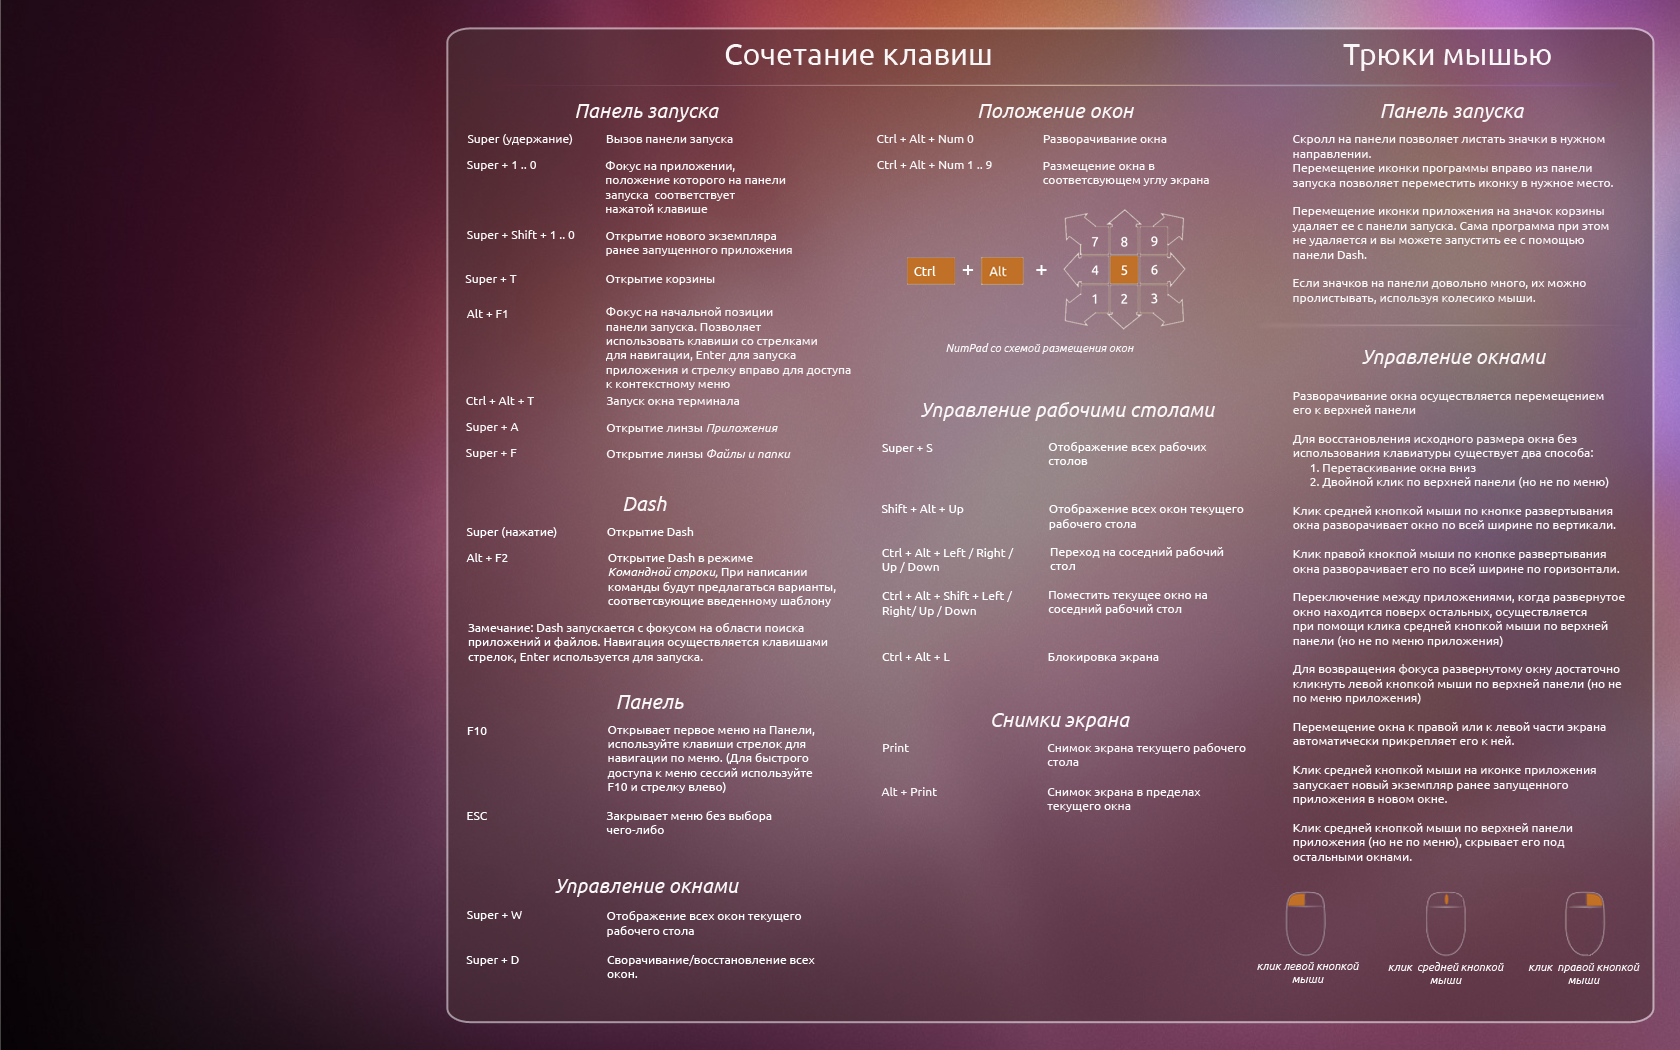 Сочетание клавиш
Панель запуска
Super (удержание) Вызов панели запуска
Super + 1 .. 0 Фокус на приложении,
положение которого на панели
запуска соответствует
нажатой клавише
Super + Shift + 1 .. 0 Открытие нового экземпляра
ранее запущенного приложения
Super + T Открытие корзины
Alt + F1 Фокус на начальной позиции
панели запуска. Позволяет
использовать клавиши со стрелками
для навигации, Enter для запуска
приложения и стрелку вправо для доступа
к контекстному меню
Ctrl + Alt + T Запуск окна терминала
Super + A Открытие линзы Приложения
Super + F Открытие линзы Файлы и папки
Dash
Super (нажатие) Открытие Dash
Alt + F2 Открытие Dash в режиме
Командной строки, При написании
команды будут предлагаться варианты,
соответсвующие введенному шаблону
Замечание: Dash запускается с фокусом на области поиска
приложений и файлов. Навигация осуществляется клавишами
стрелок, Enter используется для запуска.
Панель
F10 Открывает первое меню на Панели,
используйте клавиши стрелок для
навигации по меню. (Для быстрого
доступа к меню сессий используйте
F10 и стрелку влево)
ESC Закрывает меню без выбора
чего-либо
Управление окнами
Super + W Отображение всех окон текущего
рабочего стола
Super + D Сворачивание/восстановление всех
окон.
Положение окон
Ctrl + Alt + Num 0 Разворачивание окна
Ctrl + Alt + Num 1 .. 9 Размещение окна в
соответсвующем углу экрана
7 8 9
Ctrl + Alt + 4 5 6
1 2 3
NumPad со схемой размещения окон
Управление рабочими столами
Super + S Отображение всех рабочих
столов
Shift + Alt + Up Отображение всех окон текущего
рабочего стола
Ctrl + Alt + Left / Right / Переход на соседний рабочий
Up / Down стол
Ctrl + Alt + Shift + Left / Поместить текущее окно на
Right/ Up / Down соседний рабочий стол
Ctrl + Alt + L Блокировка экрана
Снимки экрана
Print Снимок экрана текущего рабочего
стола
Alt + Print Снимок экрана в пределах
текущего окна
Трюки мышью
Панель запуска
Скролл на панели позволяет листать значки в нужном
направлении.
Перемещение иконки программы вправо из панели
запуска позволяет переместить иконку в нужное место.
Перемещение иконки приложения на значок корзины
удаляет ее с панели запуска. Сама программа при этом
не удаляется и вы можете запустить ее с помощью
панели Dash.
Если значков на панели довольно много, их можно
пролистывать, используя колесико мыши.
Управление окнами
Разворачивание окна осуществляется перемещением
его к верхней панели
Для восстановления исходного размера окна без
использования клавиатуры существует два способа:
1. Перетаскивание окна вниз
2. Двойной клик по верхней панели (но не по меню)
Клик средней кнопкой мыши по кнопке развертывания
окна разворачивает окно по всей ширине по вертикали.
Клик правой кнокпой мыши по кнопке развертывания
окна разворачивает его по всей ширине по горизонтали.
Переключение между приложениями, когда развернутое
окно находится поверх остальных, осуществляется
при помощи клика средней кнопкой мыши по верхней
панели (но не по меню приложения)
Для возвращения фокуса развернутому окну достаточно
кликнуть левой кнопкой мыши по верхней панели (но не
по меню приложения)
Перемещение окна к правой или к левой части экрана
автоматически прикрепляет его к ней.
Клик средней кнопкой мыши на иконке приложения
запускает новый экземпляр ранее запущенного
приложения в новом окне.
Клик средней кнопкой мыши по верхней панели
приложения (но не по меню), скрывает его под
остальными окнами.
клик левой кнопкой
мыши
клик средней кнопкой
мыши
клик правой кнопкой
мыши